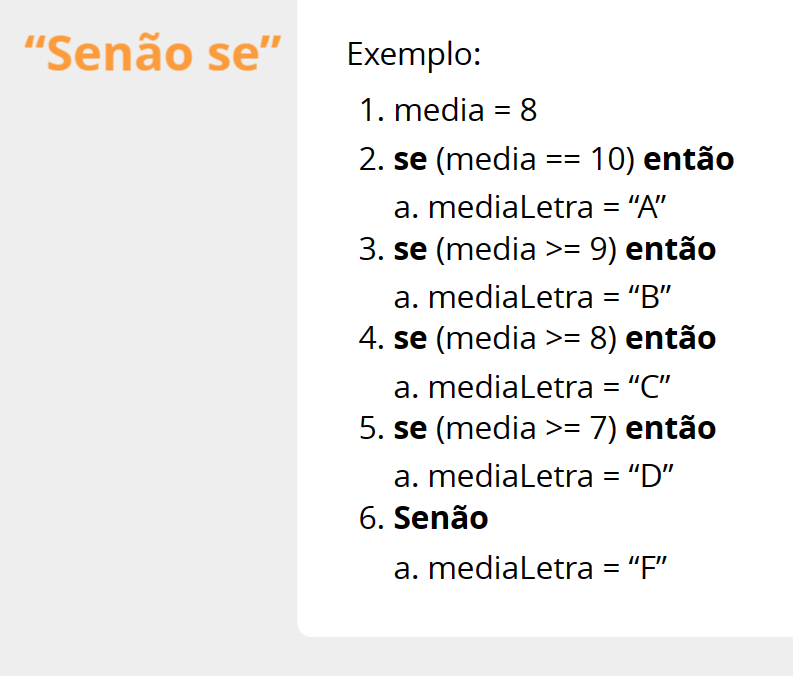 “Senão se”
Exemplo:
1. media = 8
2. se (media == 10) então
a. mediaLetra = “A”
3. se (media >= 9) então
a. mediaLetra = “B”
4. se (media >= 8) então
a. mediaLetra = “C”
5. se (media >= 7) então
a. mediaLetra = “D”
6. Senão
a. mediaLetra = “F”